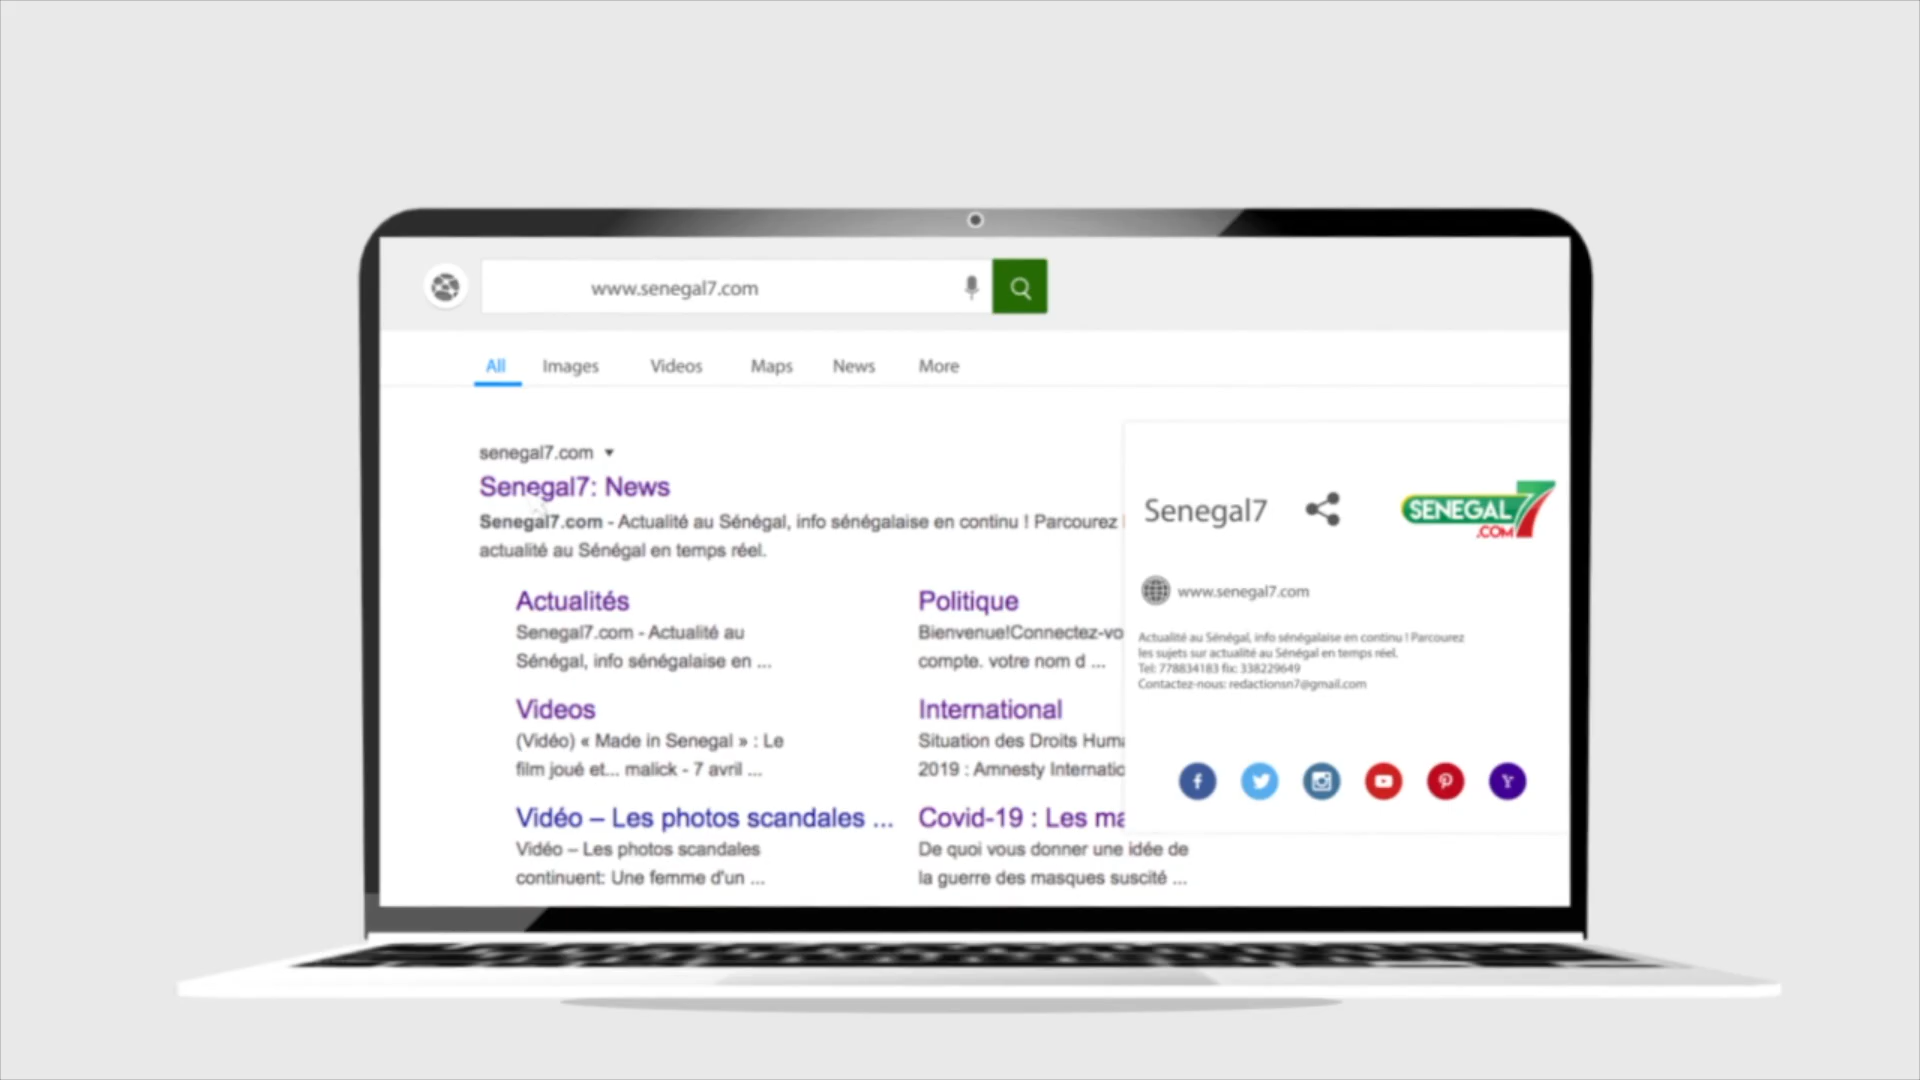 www.senegal7.com
All Images Videos Maps News More
senegal7.com
Senegal7: News
Senegal7.com - Actualité au Sénégal, info sénégalaise en continu ! Parcourez
actualité au Sénégal en temps réel.
Actualités
Senegal7.com - Actualité au
Sénégal, info sénégalaise en ...
Politique
Bienvenue!Connectez-vo
compte. votre nom d ...
Videos
(Vidéo) « Made in Senegal » : Le
film joué et... malick - 7 avril ...
International
Situation des Droits Huma
2019 : Amnesty Internatio
Vidéo – Les photos scandales ...
Vidéo – Les photos scandales
continuent: Une femme d'un ...
Covid-19 : Les ma
De quoi vous donner une idée de
la guerre des masques suscité ...
Senegal7
SENEGAL7
.COM
www.senegal7.com
Actualité au Sénégal, info sénégalaise en continu ! Parcourez
les sujets sur actualité au Sénégal en temps réel.
Tel: 778834183 fix: 338229649
Contactez-nous: redactionsn7@gmail.com